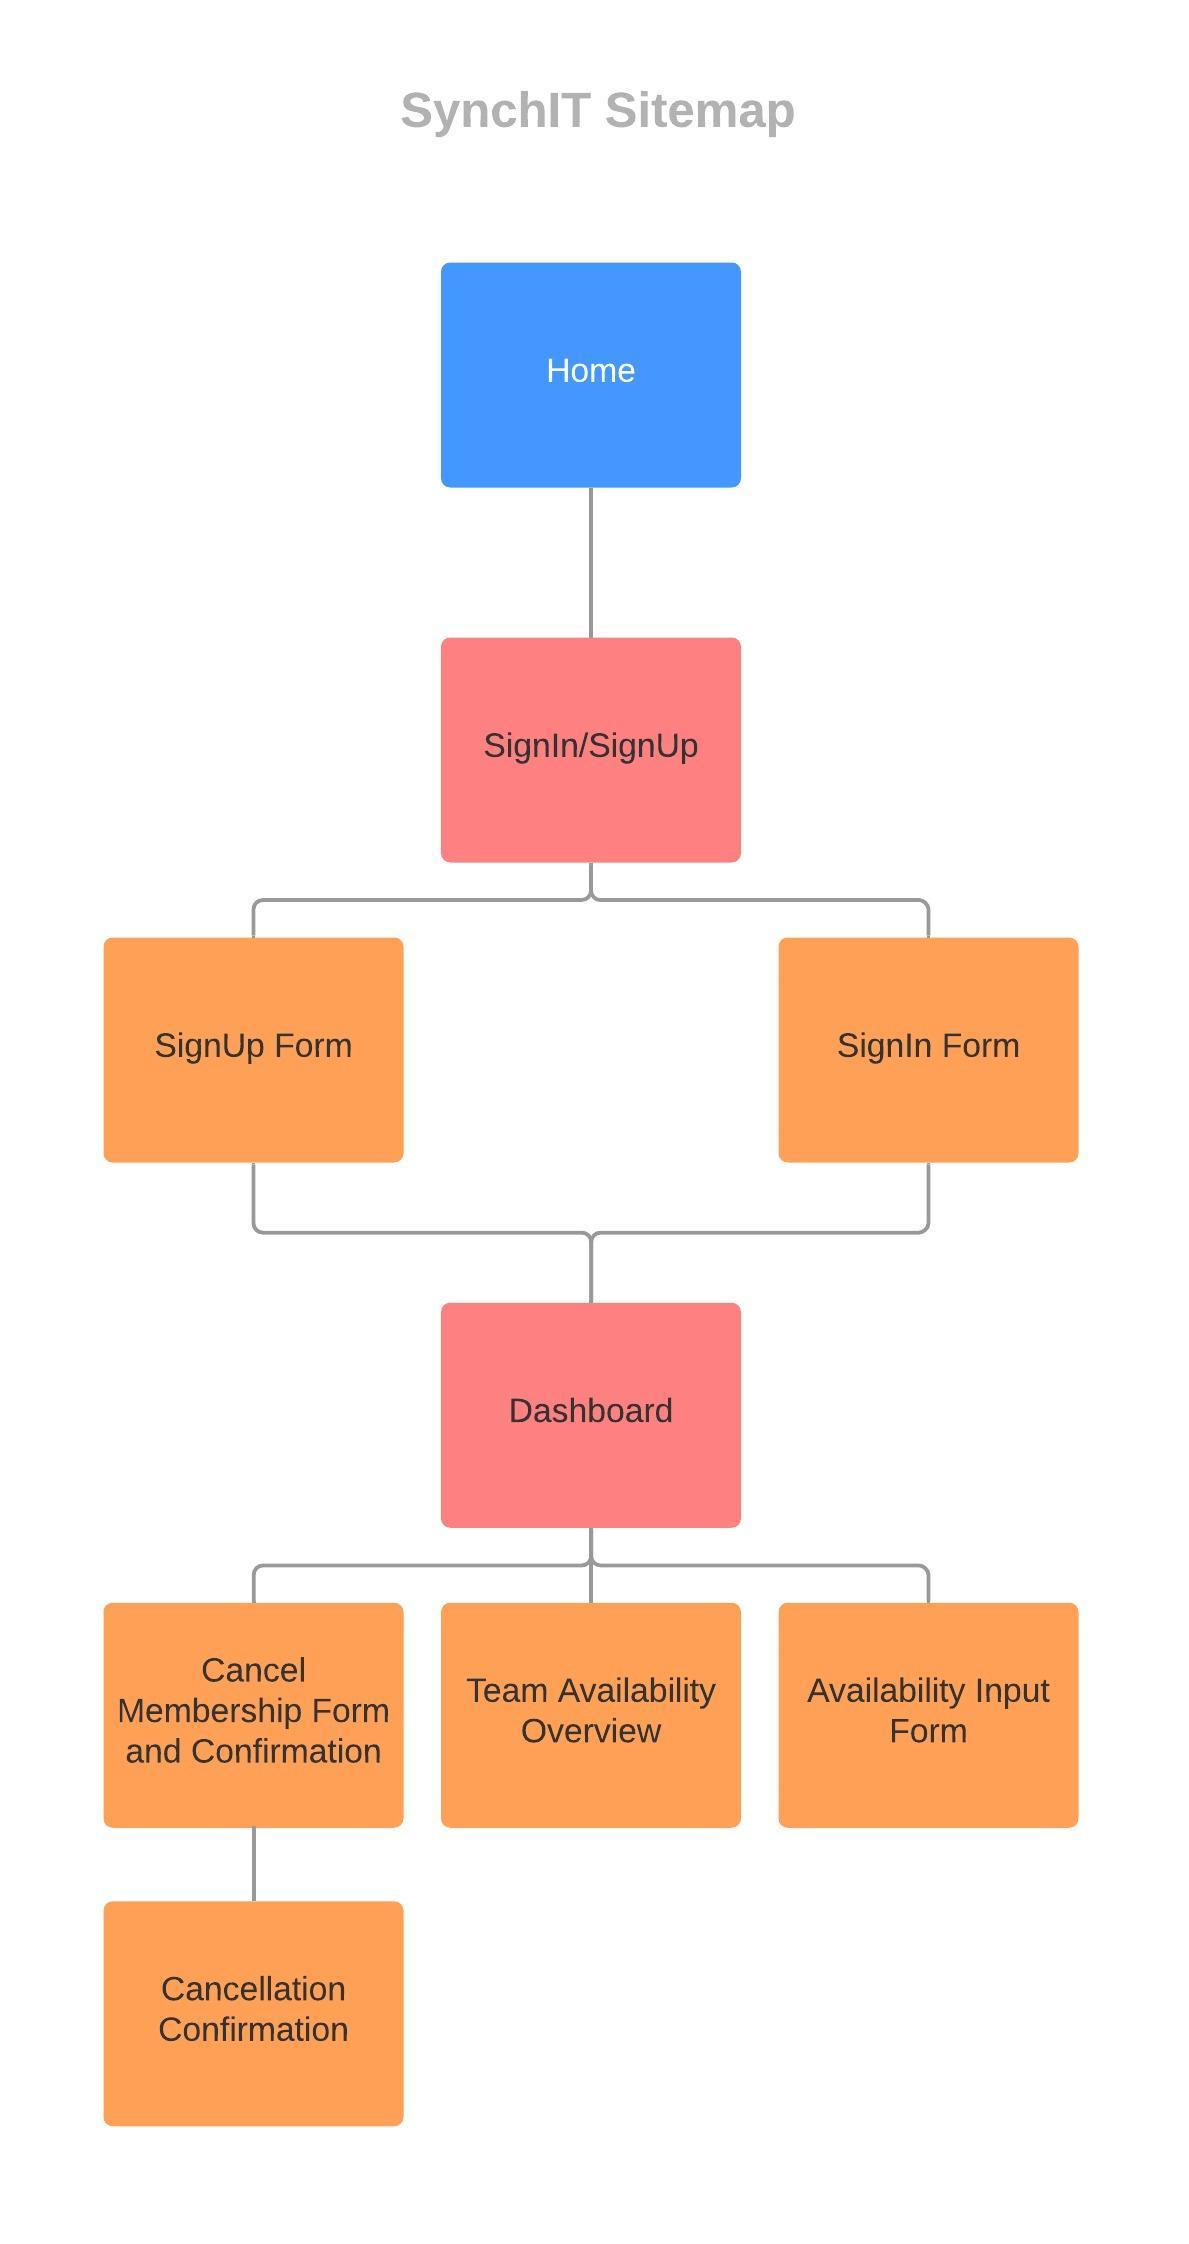 SynchIT Sitemap
Home
SignIn/SignUp
SignUp Form
SignIn Form
Dashboard
Cancel
Membership Form
and Confirmation
Team Availability
Overview
Availability Input
Form
Cancellation
Confirmation